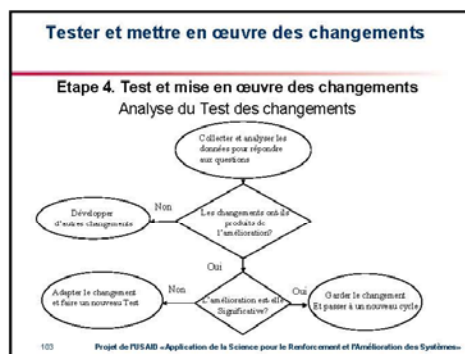 Tester et mettre en œuvre des changements
Etape 4. Test et mise en œuvre des changements
Analyse du Test des changements
Collecter et analyser les
données pour répondre
aux questions
Non
Développer
d'autres changements
Les changements ont ils
produits de
l'amélioration?
Oui
Adapter le changement
et faire un nouveau Test
Non
L'amélioration est elle
Significative?
Oui
Garder le changement
Et passer à un nouveau cycle
103
Projet de l'USAID «Application de la Science pour le Renforcement et l'Amélioration des Systèmes»